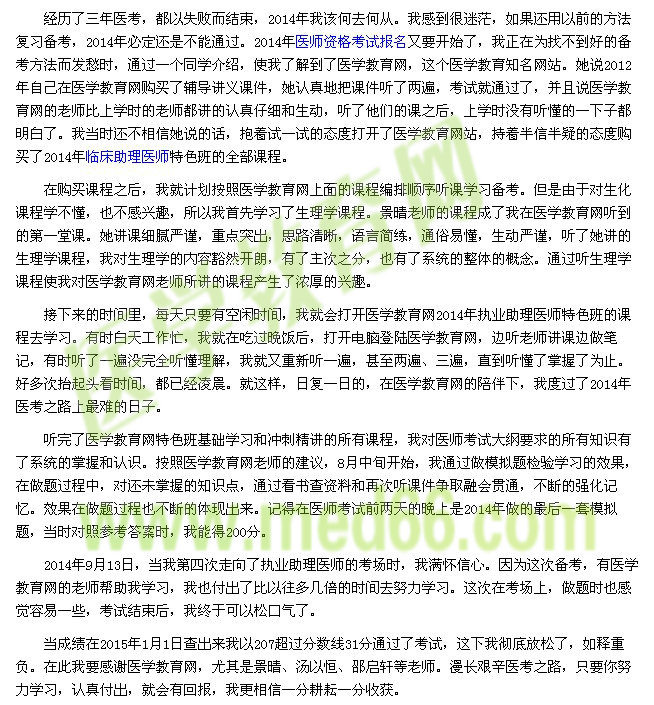 经历了三年医考，都以失败而结束，2014年我该何去何从。我感到很迷茫，如果还用以前的方法
复习备考，2014年必定还是不能通过。2014年医师资格考试报名又要开始了，我正在为找不到好的备
考方法而发愁时，通过一个同学介绍，使我了解到了医学教育网，这个医学教育知名网站。她说2012
年自己在医学教育网购买了辅导讲义课件，她认真地把课件听了两遍，考试就通过了，并且说医学教
育网的老师比上学时的老师都讲的认真仔细和生动，听了他们的课之后，上学时没有听懂的一下子都
明白了。我当时还不相信她说的话，抱着试一试的态度打开了医学教育网站，持着半信半疑的态度购
买了2014年临床助理医师特色班的全部课程。
在购买课程之后，我就计划按照医学教育网上面的课程编排顺序听课学习备考。但是由于对生化
课程学不懂，也不感兴趣，所以我首先学习了生理学课程。景晴老师的课程成了我在医学教育网听到
的第一堂课。她讲课细腻严谨，重点突出，思路清晰，语言简练，通俗易懂，生动严谨，听了她讲的
生理学课程，我对生理学的内容豁然开朗，有了主次之分，也有了系统的整体的概念。通过听生理学
课程使我对医学教育网老师所讲的课程产生了浓厚的兴趣。
接下来的时间里，每天只要有空闲时间，我就会打开医学教育网2014年执业助理医师特色班的课
程去学习。有时白天工作忙，我就在吃过晚饭后，打开电脑登陆医学教育网，边听老师讲课边做笔
记，有时听了一遍没完全听懂理解，我就又重新听一遍，甚至两遍、三遍，直到听懂了掌握了为止。
好多次抬起头看时间，都已经凌晨。就这样，日复一日的，在医学教育网的陪伴下，我度过了2014年
医考之路上最难的日子。
听完了医学教育网特色班基础学习和冲刺精讲的所有课程，我对医师考试大纲要求的所有知识有
了系统的掌握和认识。按照医学教育网老师的建议，8月中旬开始，我通过做模拟题检验学习的效果，
在做题过程中，对还未掌握的知识点，通过看书查资料和再次听课件争取融会贯通，不断的强化记
忆。效果在做题过程也不断的体现出来。记得在医师考试前两天的晚上是2014年做的最后一套模拟
题，当时对照参考答案时，我能得200分。
2014年9月13日，当我第四次走向了执业助理医师的考场时，我满怀信心。因为这次备考，有医学
教育网的老师帮助我学习，我也付出了比以往多几倍的时间去努力学习。这次在考场上，做题时也感
觉容易一些，考试结束后，我终于可以松口气了。
当成绩在2015年1月1日查出来我以207超过分数线31分通过了考试，这下我彻底放松了，如释重
负。在此我要感谢医学教育网，尤其是景晴、汤以恒、邵启轩等老师。漫长艰辛医考之路，只要你努
力学习，认真付出，就会有回报，我更相信一分耕耘一分收获。
医学教育网
www.med66.com